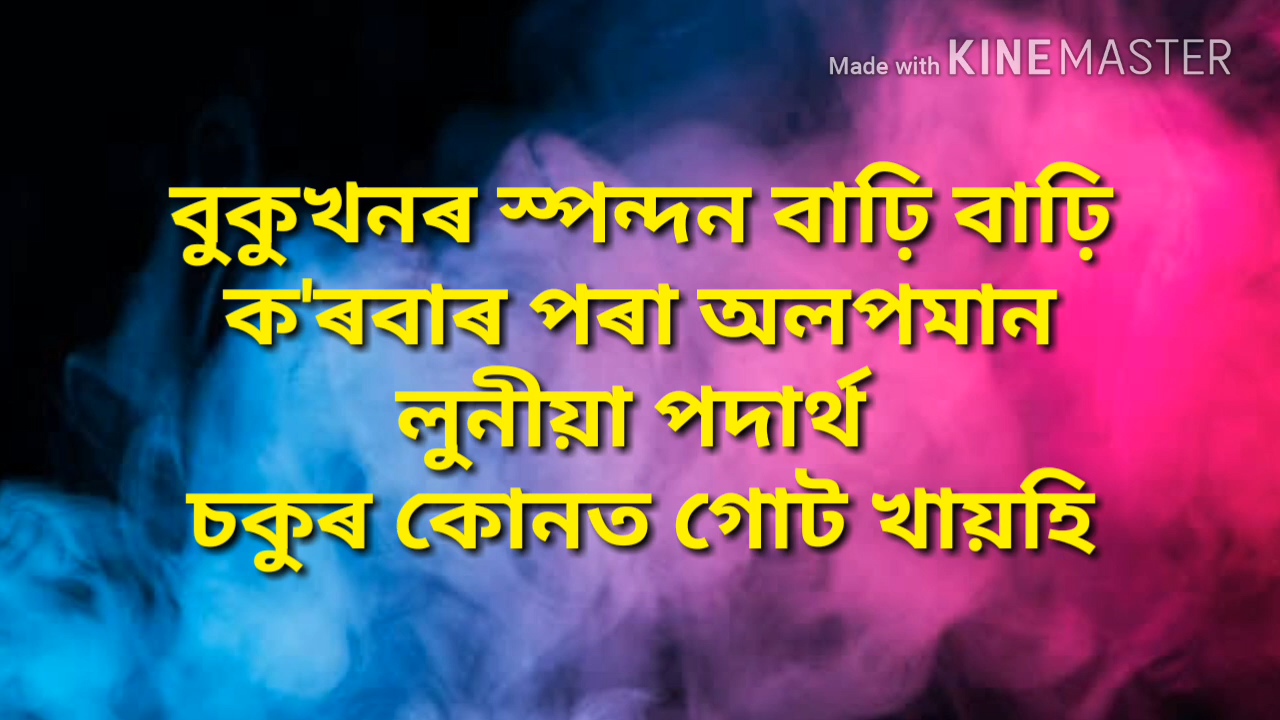 Made with KINEMASTER
বুকুখনৰ স্পন্দন বাঢ়ি বাঢ়ি
ক'ৰবাৰ পৰা অলপমান
লুনীয়া পদাৰ্থ
চকুৰ কোনত গোট খায়হি